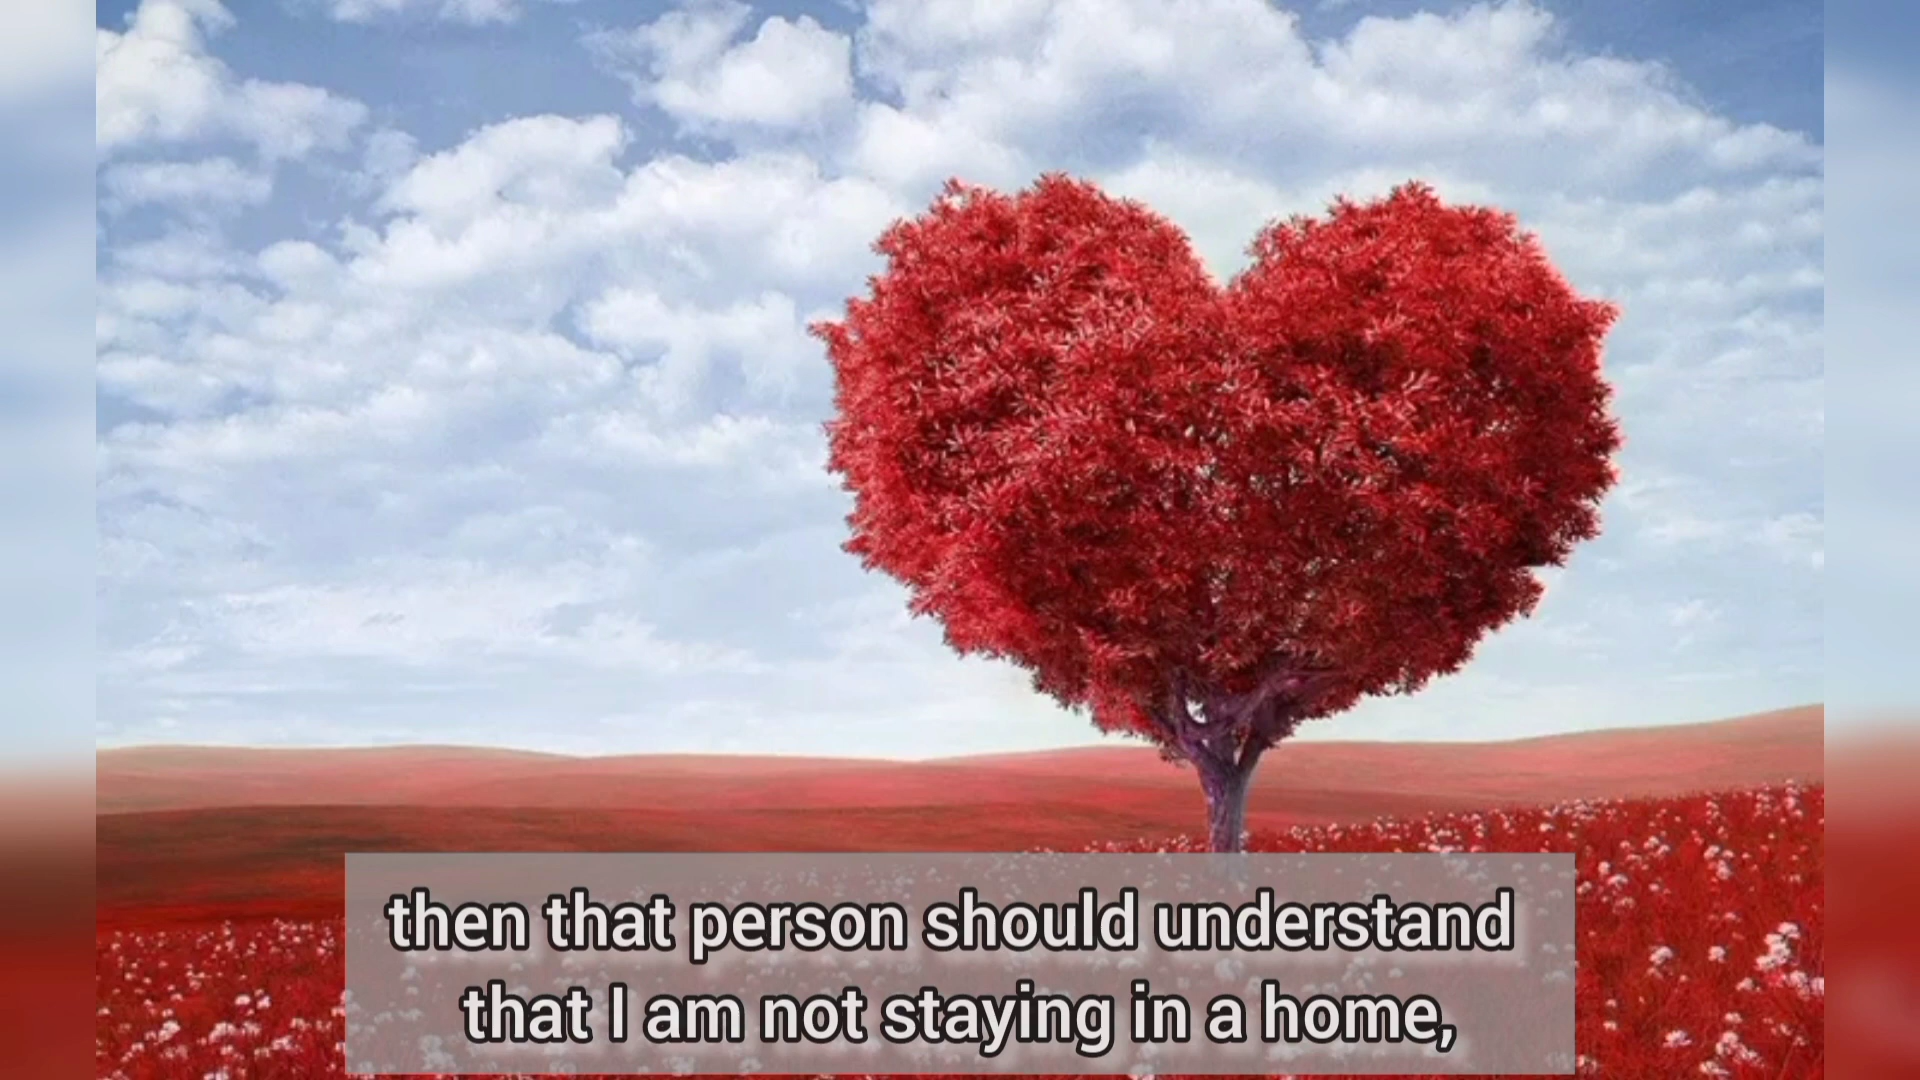 then that person should understand
that I am not staying in a home,